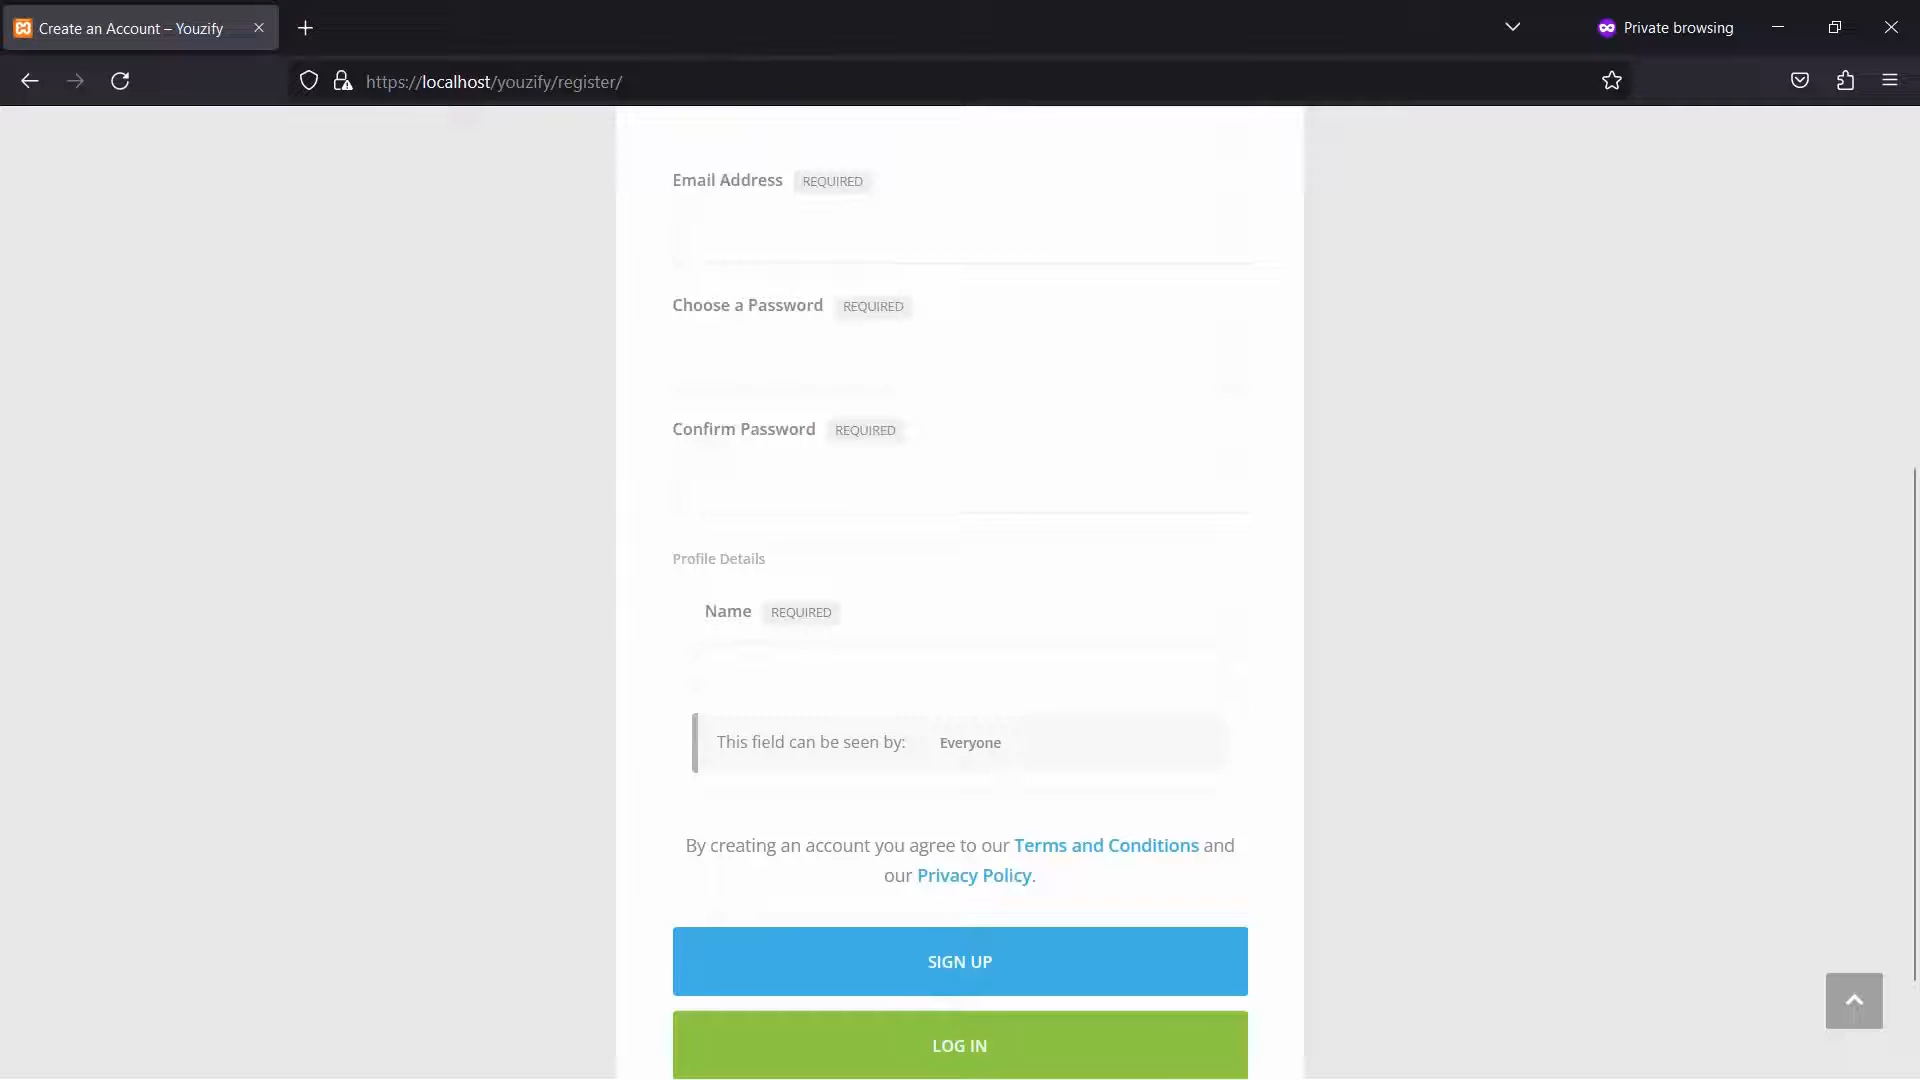 Create an Account – Youzify
Private browsing
https://localhost/youzify/register/
Email Address REQUIRED
Choose a Password REQUIRED
Confirm Password REQUIRED
Profile Details
Name REQUIRED
This field can be seen by: Everyone
By creating an account you agree to our Terms and Conditions and
our Privacy Policy.
SIGN UP
LOG IN